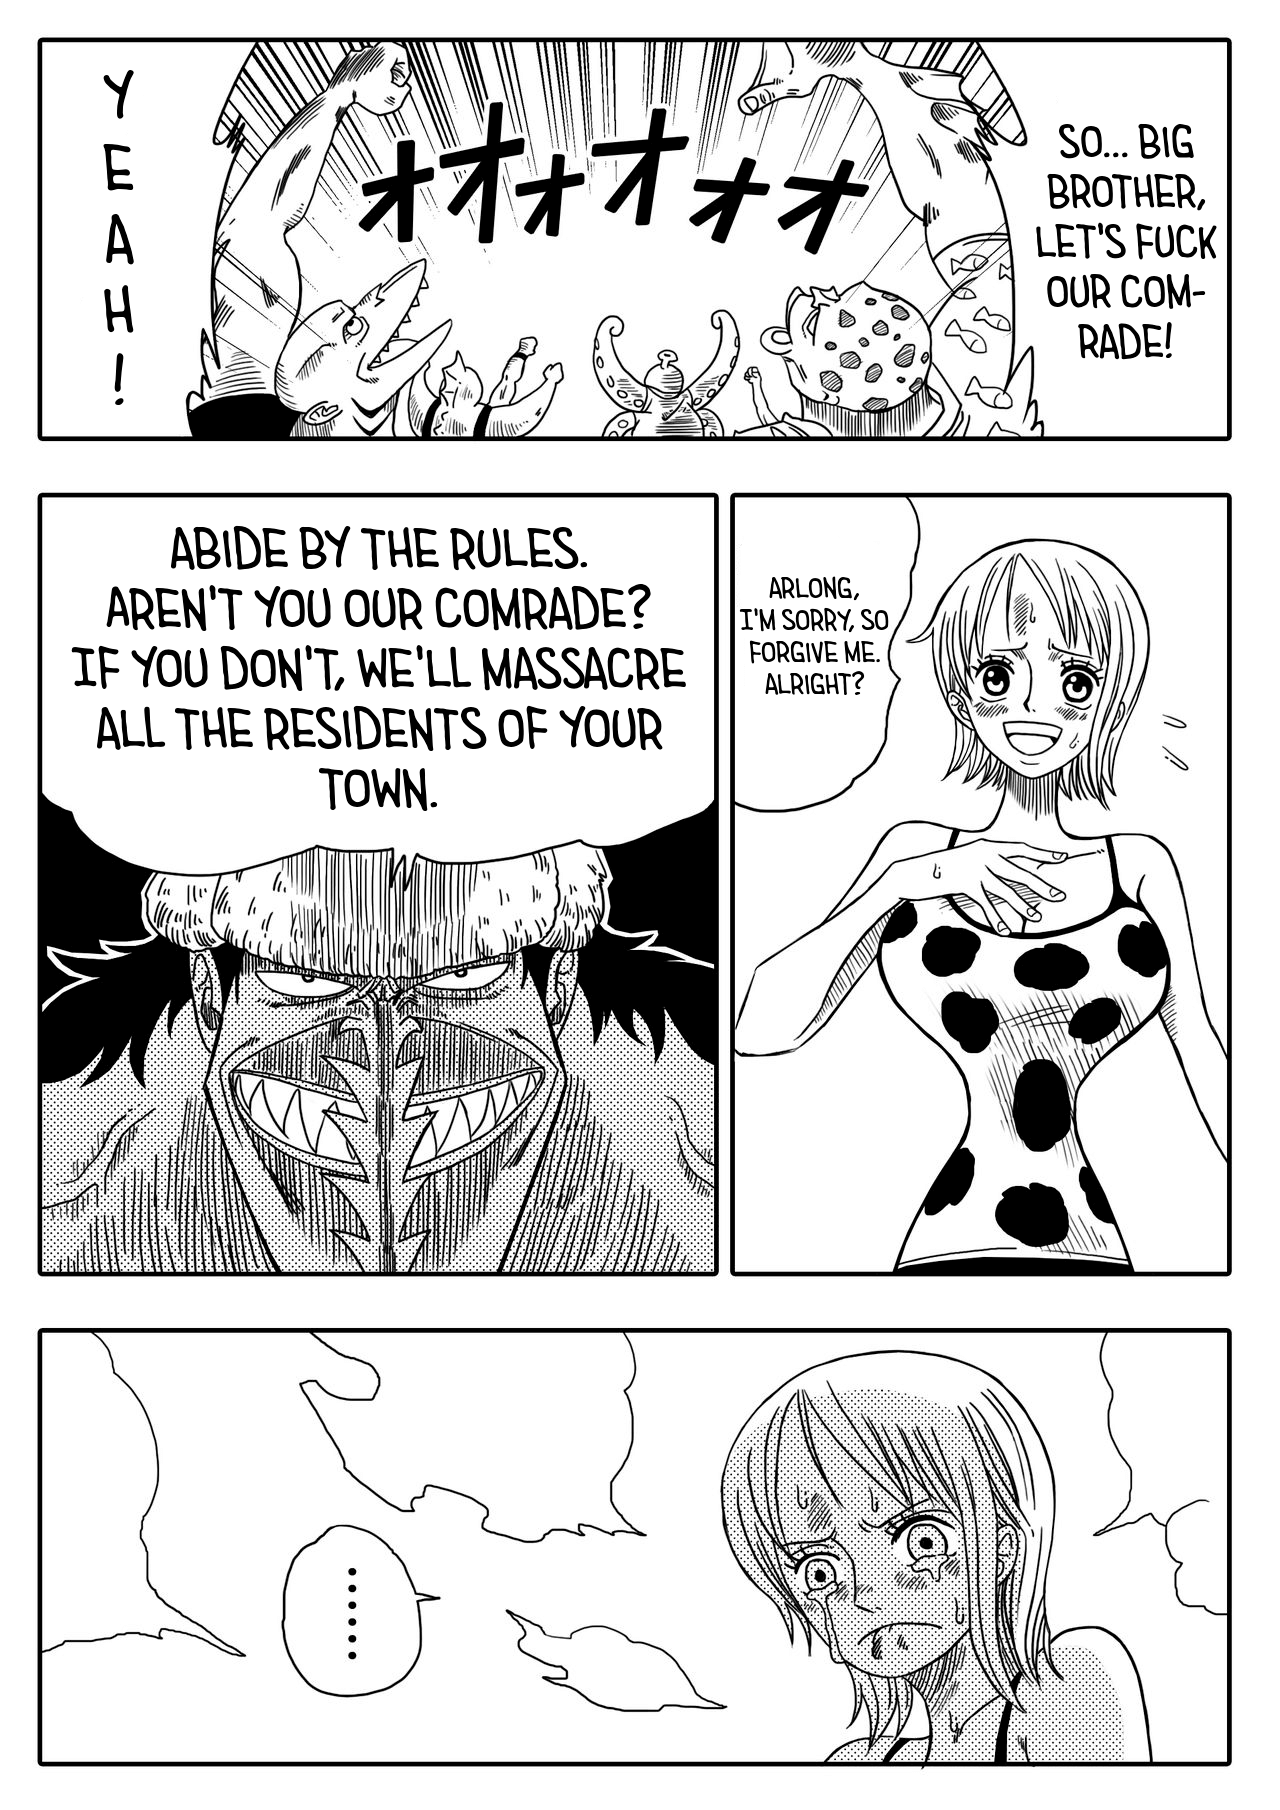 SO... BIG
BROTHER,
LET'S FUCK
OUR COM-
RADE!
オオオオオオ
YEAH!
ARLONG,
I'M SORRY, SO
FORGIVE ME.
ALRIGHT?
ABIDE BY THE RULES.
AREN'T YOU OUR COMRADE?
IF YOU DON'T, WE'LL MASSACRE
ALL THE RESIDENTS OF YOUR
TOWN.
......